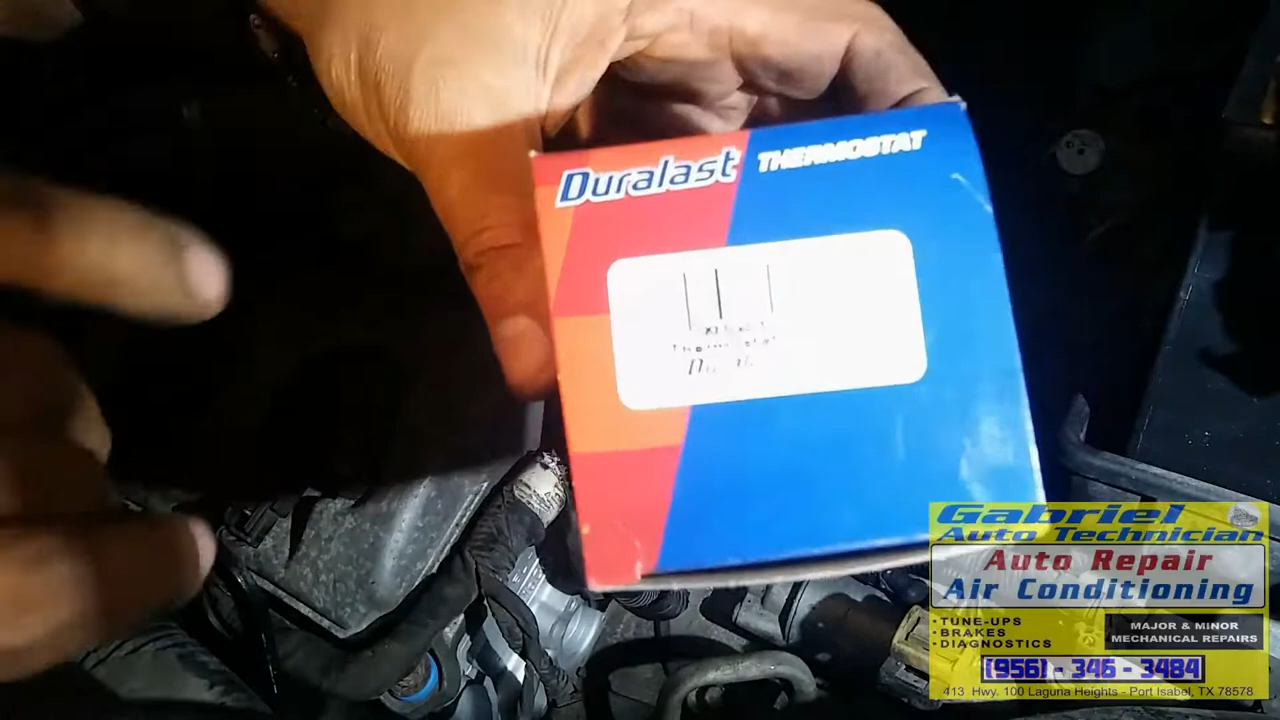 Duralast THERMOSTAT
Gabriel
Auto Technician
Auto Repair
Air Conditioning
• TUNE-UPS
• BRAKES
• DIAGNOSTICS
MAJOR & MINOR
MECHANICAL REPAIRS
(956) - 346 - 3484
413 Hwy. 100 Laguna Heights - Port Isabel, TX 78578